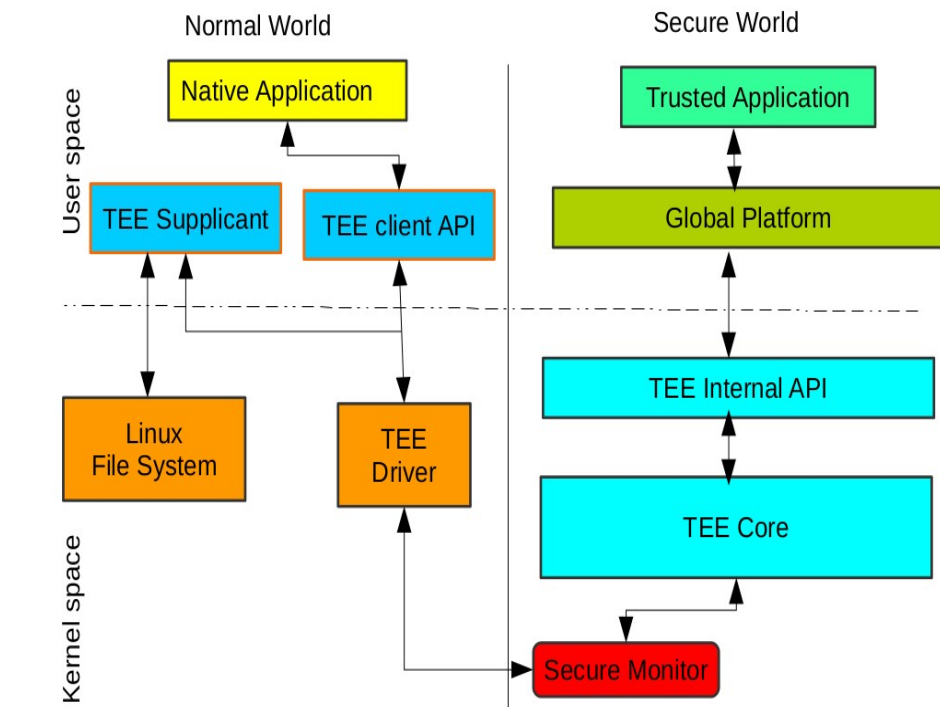 Normal World
Secure World
User space
Native Application
Trusted Application
TEE Supplicant
TEE client API
Global Platform
TEE Internal API
Linux
File System
TEE
Driver
TEE Core
Kernel space
Secure Monitor